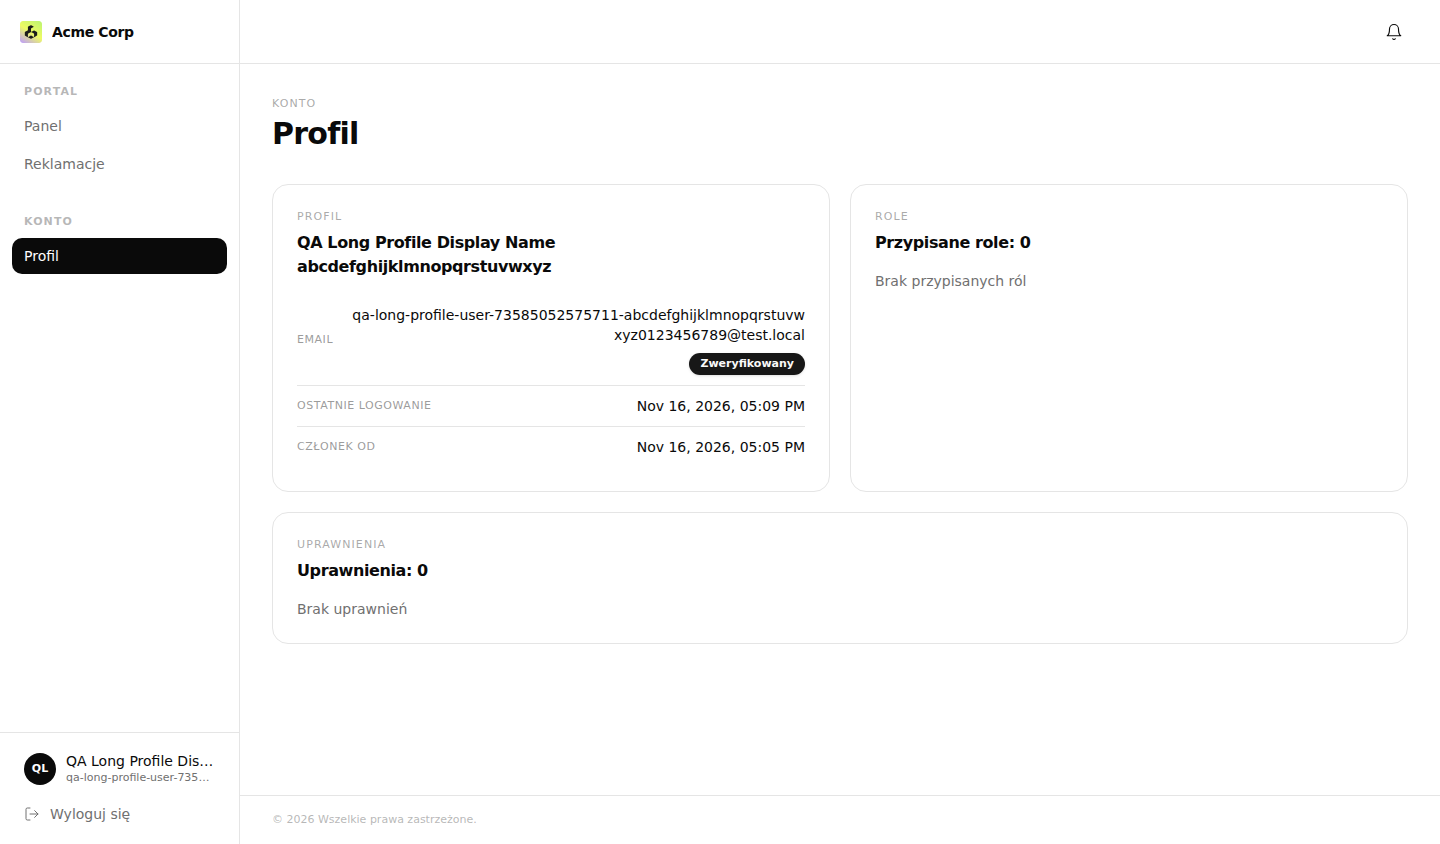 Acme Corp
PORTAL
Panel
Reklamacje
KONTO
Profil
QL
QA Long Profile Dis...
qa-long-profile-user-735...
Wyloguj się
KONTO
Profil
PROFIL
QA Long Profile Display Name
abcdefghijklmnopqrstuvwxyz
EMAIL
qa-long-profile-user-73585052575711-abcdefghijklmnopqrstuvw
xyz0123456789@test.local
Zweryfikowany
OSTATNIE LOGOWANIE
Nov 16, 2026, 05:09 PM
CZŁONEK OD
Nov 16, 2026, 05:05 PM
ROLE
Przypisane role: 0
Brak przypisanych ról
UPRAWNIENIA
Uprawnienia: 0
Brak uprawnień
© 2026 Wszelkie prawa zastrzeżone.